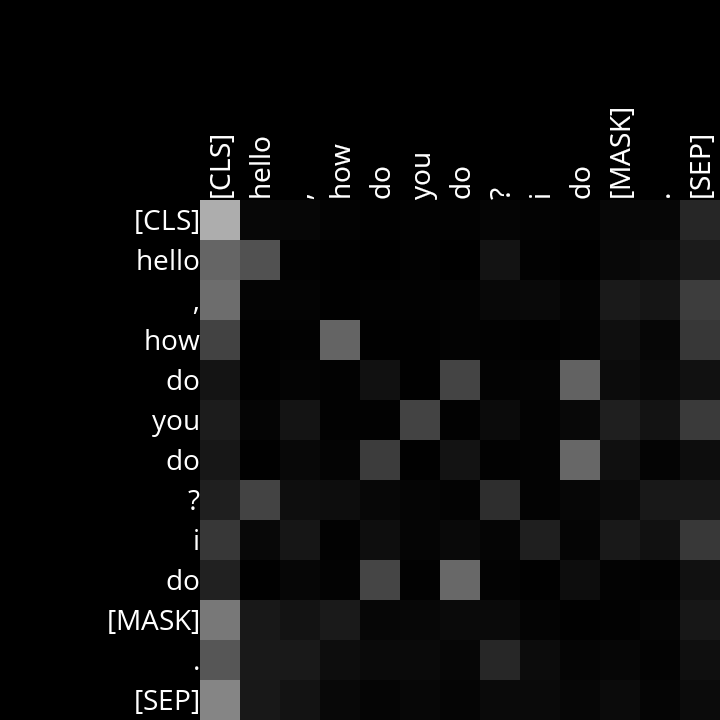 [CLS] hello , how do you do ? i do [MASK] . [SEP]
[CLS]
hello
,
how
do
you
do
?
i
do
[MASK]
.
[SEP]